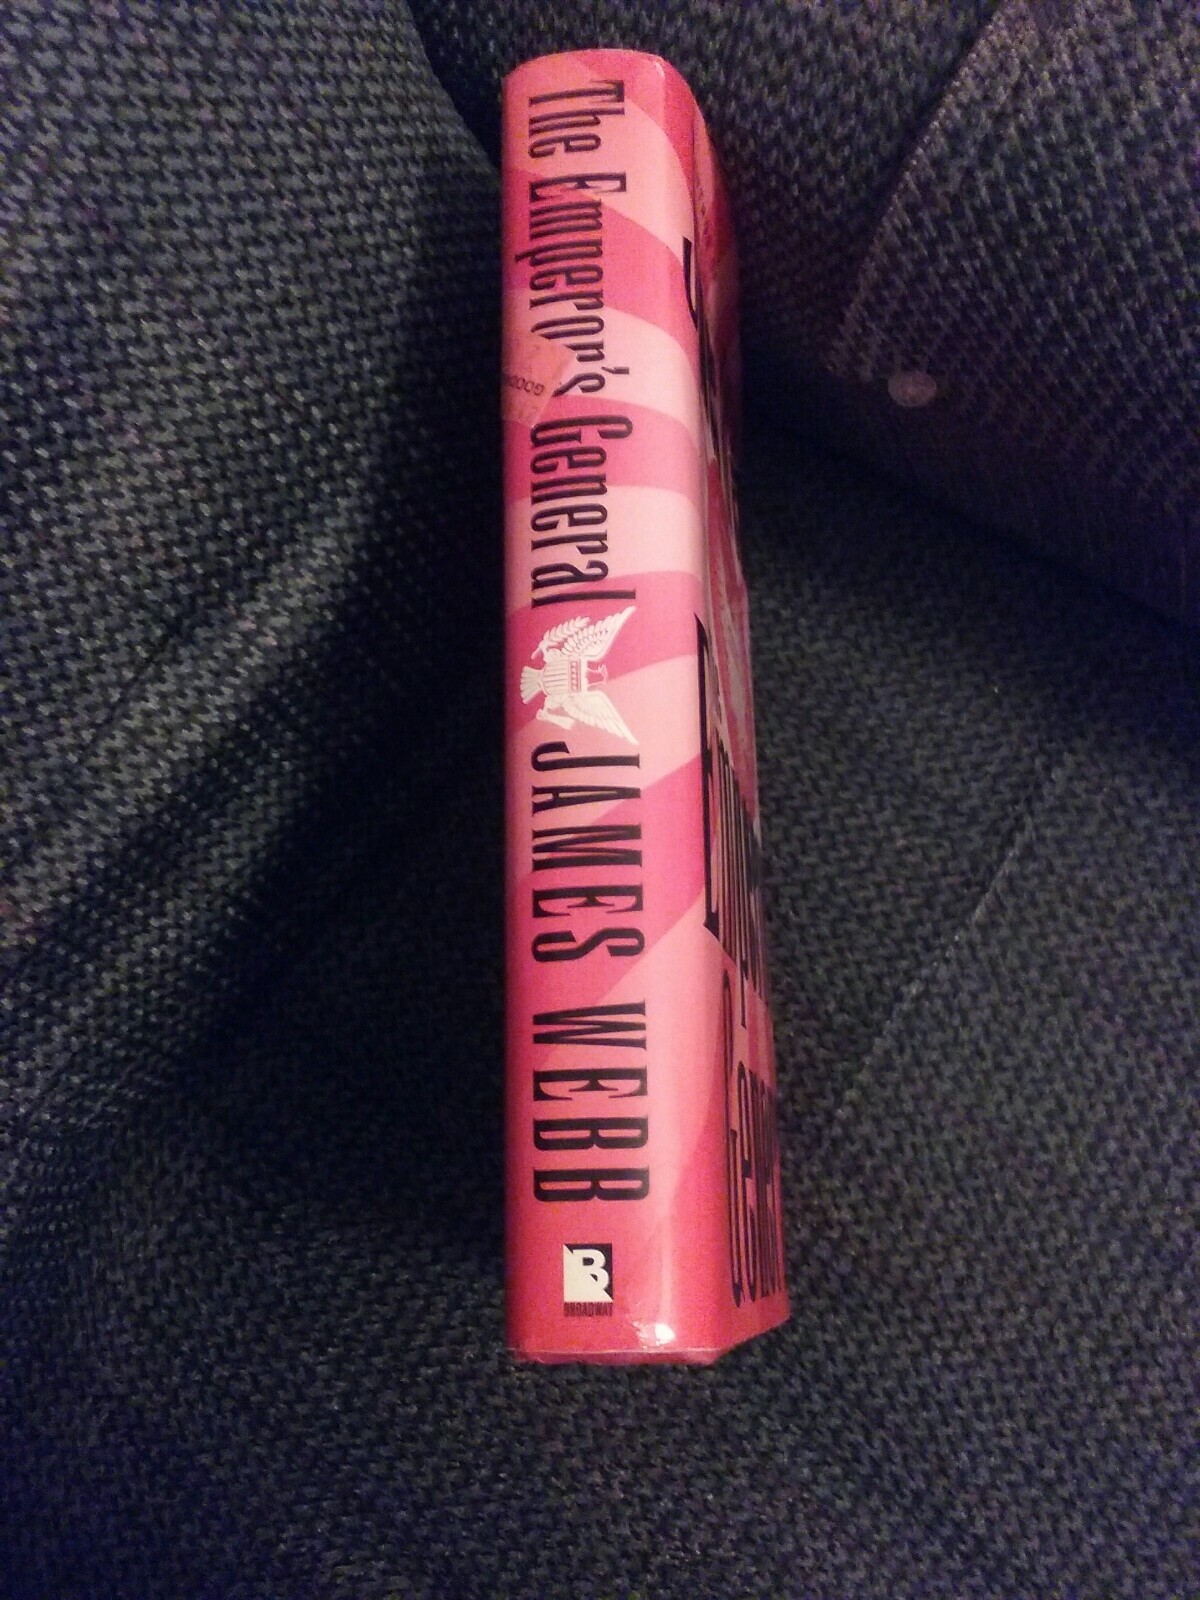 The Emperor's General
JAMES WEBB
B
BROADWAY